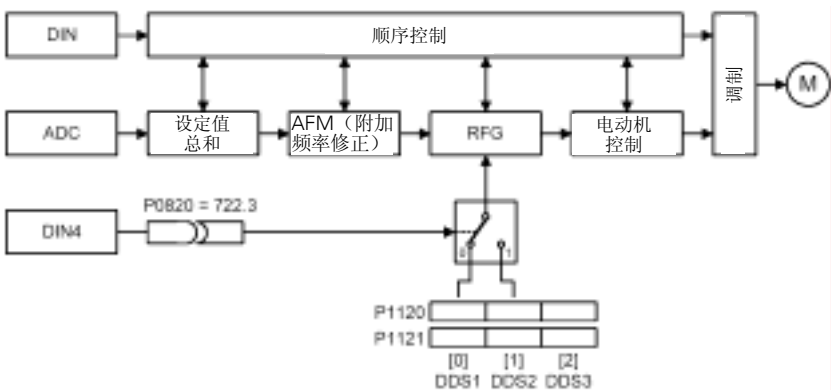 DIN
顺序控制
调制
M
ADC
设定值
总和
AFM（附加
频率修正）
RFG
电动机
控制
P0820 = 722.3
DIN4
0
1
P1120
P1121
[0] [1] [2]
DDS1 DDS2 DDS3